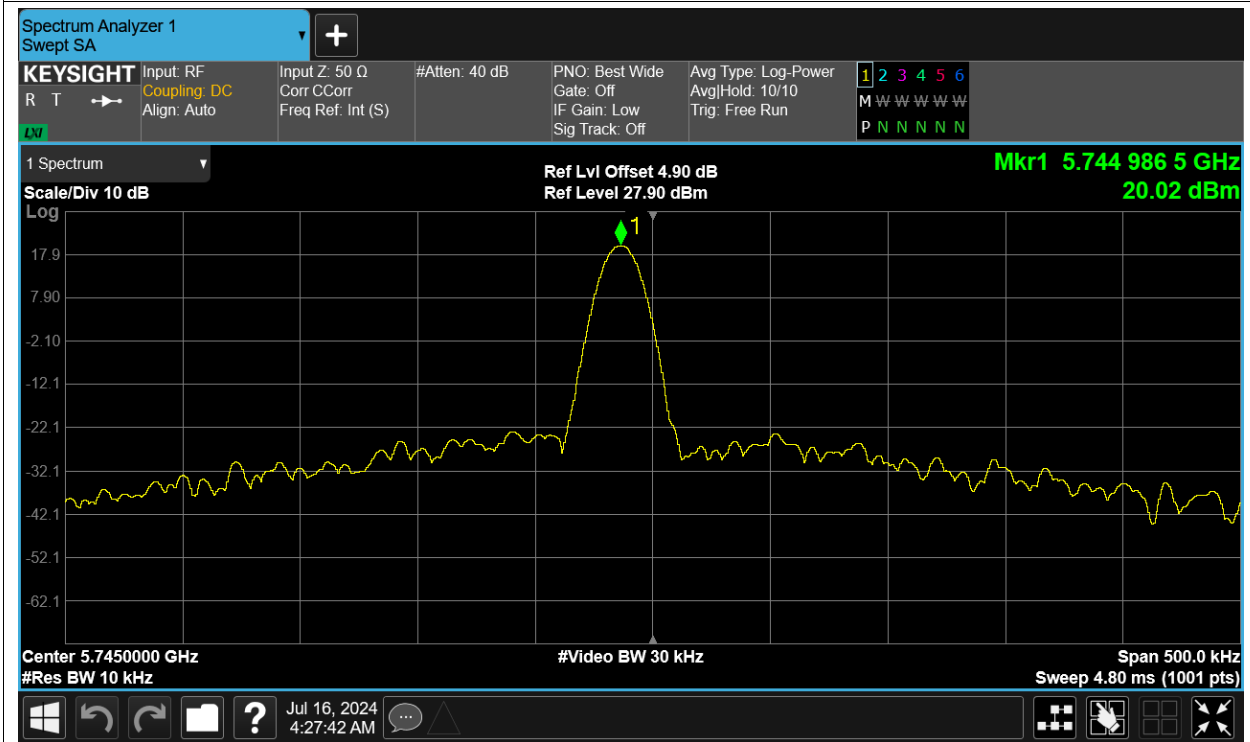 Spectrum Analyzer 1
Swept SA
+
KEYSIGHT
R T
LXI
Input: RF
Coupling: DC
Align: Auto
Input Z: 50 Ω
Corr CCorr
Freq Ref: Int (S)
#Atten: 40 dB
PNO: Best Wide
Gate: Off
IF Gain: Low
Sig Track: Off
Avg Type: Log-Power
Avg|Hold: 10/10
Trig: Free Run
1 2 3 4 5 6
M W W W W W
P N N N N N
1 Spectrum
Scale/Div 10 dB
Log
Ref Lvl Offset 4.90 dB
Ref Level 27.90 dBm
Mkr1 5.744 986 5 GHz
20.02 dBm
1
17.9
7.90
-2.10
-12.1
-22.1
-32.1
-42.1
-52.1
-62.1
Center 5.7450000 GHz
#Res BW 10 kHz
#Video BW 30 kHz
Span 500.0 kHz
Sweep 4.80 ms (1001 pts)
?
Jul 16, 2024
4:27:42 AM